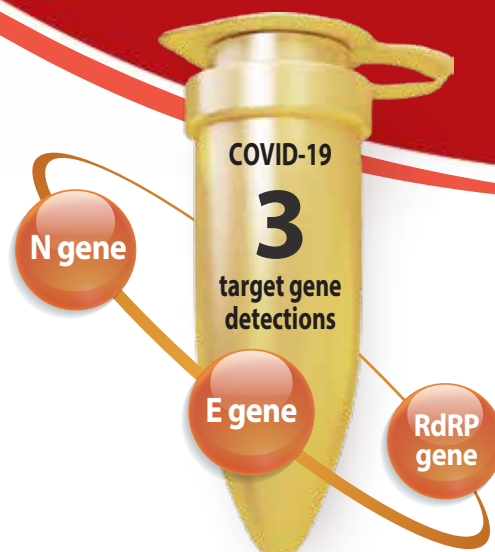 COVID-19
3
target gene
detections
N gene
E gene
RdRP
gene